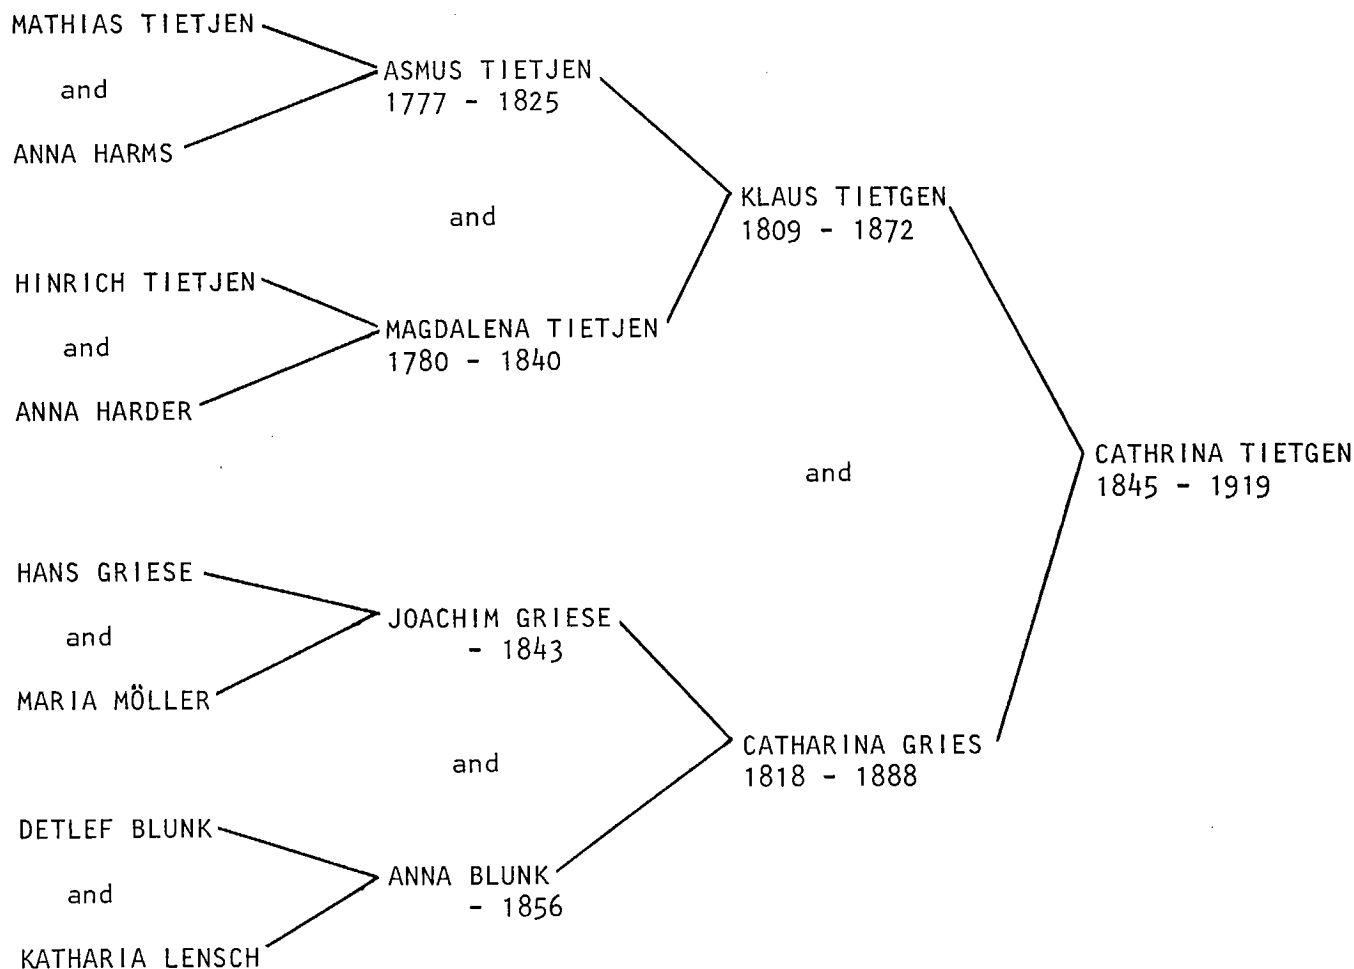 MATHIAS TIETJEN
and
ANNA HARMS
ASMUS TIETJEN
1777 - 1825
and
HINRICH TIETJEN
and
ANNA HARDER
MAGDALENA TIETJEN
1780 - 1840
KLAUS TIETGEN
1809 - 1872
and
HANS GRIESE
and
MARIA MÖLLER
JOACHIM GRIESE
- 1843
and
DETLEF BLUNK
and
KATHARIA LENSCH
ANNA BLUNK
- 1856
CATHARINA GRIES
1818 - 1888
CATHRINA TIETGEN
1845 - 1919